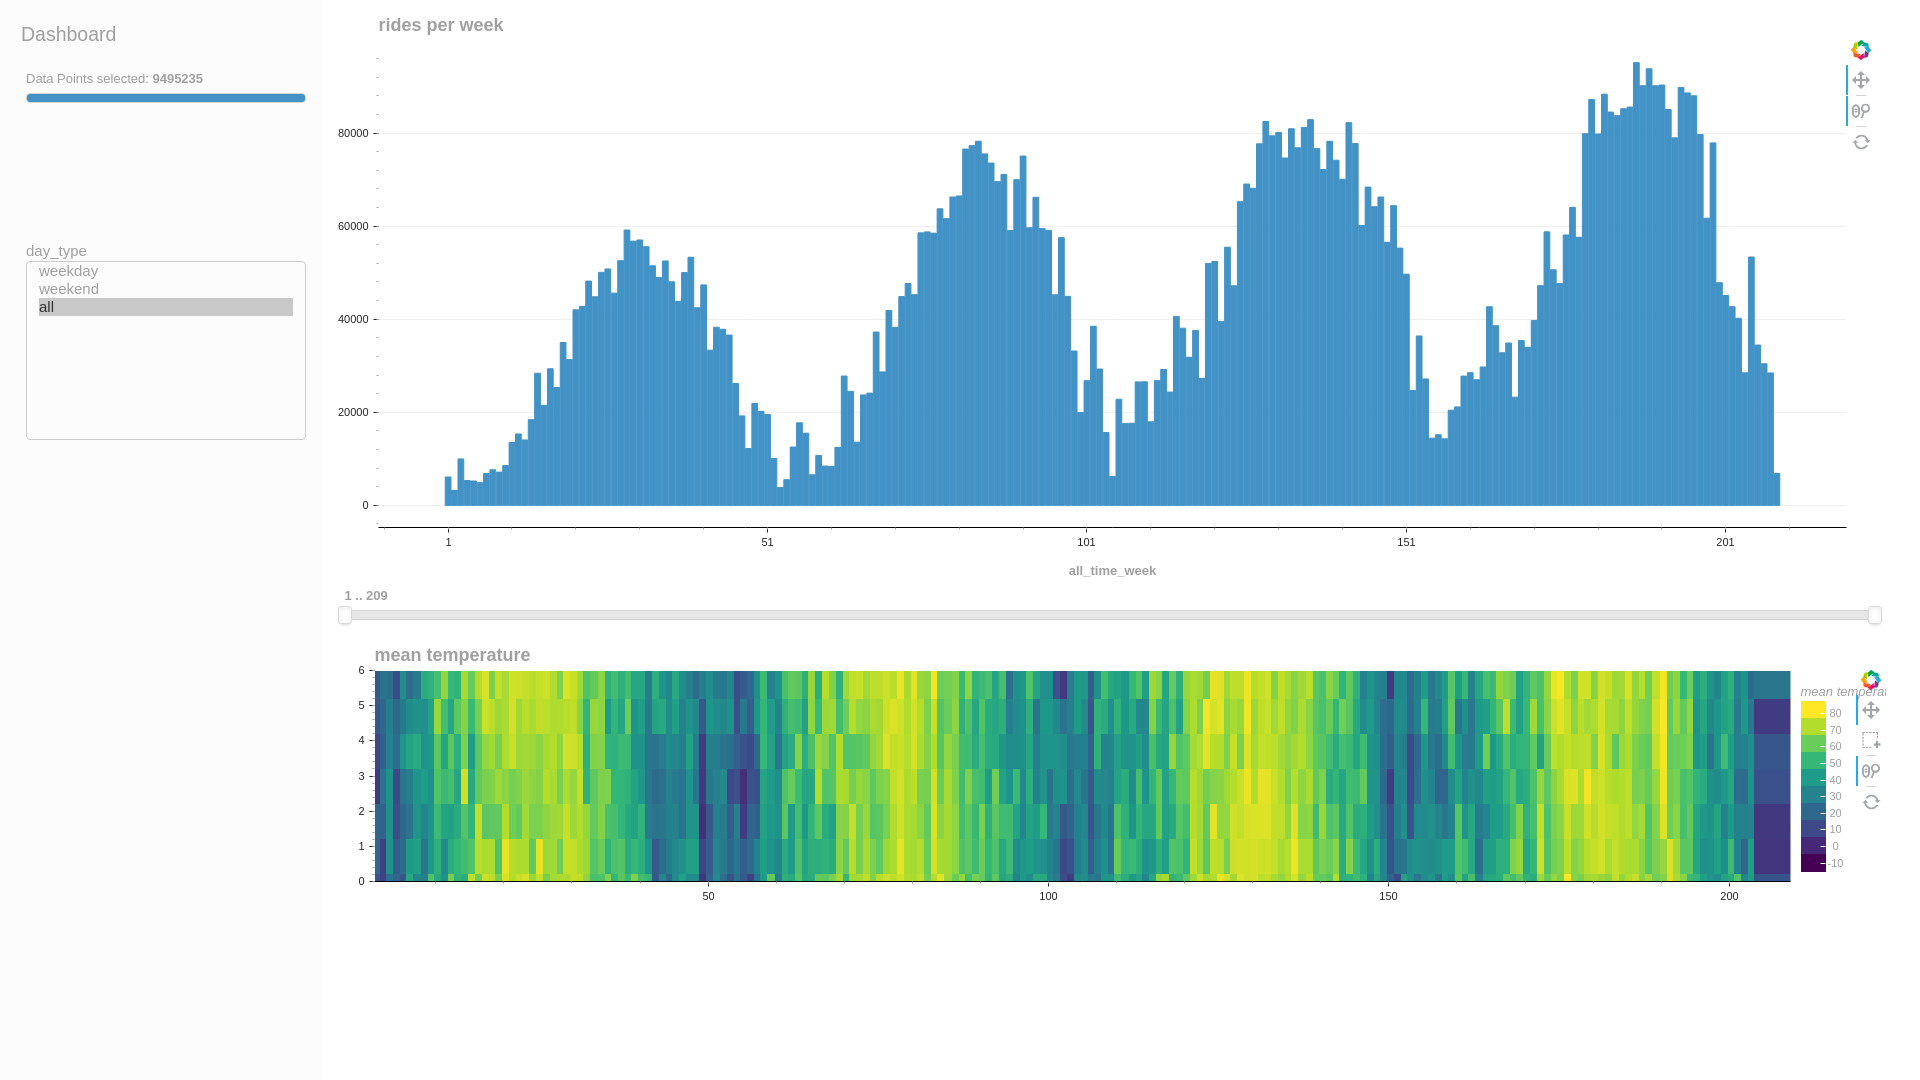 Dashboard
Data Points selected: 9495235
day_type
weekday
weekend
all
rides per week
80000
60000
40000
20000
0
1
51
101
151
201
all_time_week
1 .. 209
mean temperature
6
5
4
3
2
1
0
50
100
150
200
mean temperat
80
70
60
50
40
30
20
10
0
-10